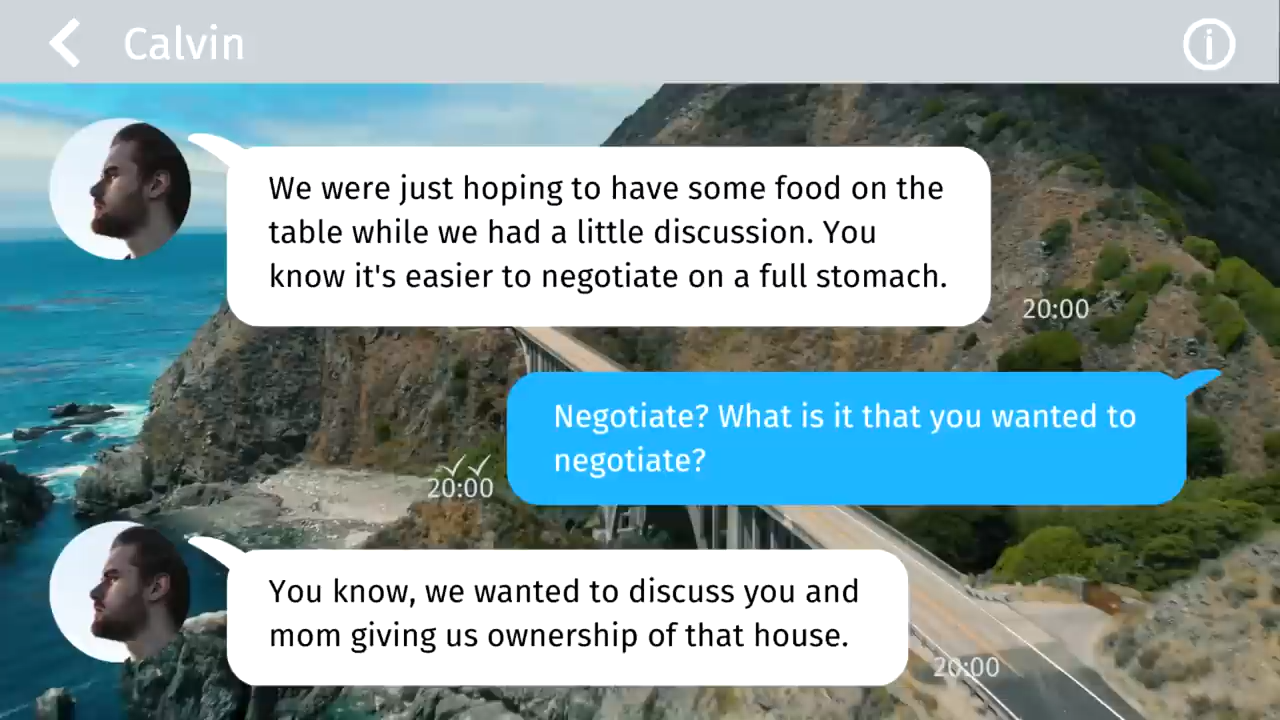 Calvin
We were just hoping to have some food on the
table while we had a little discussion. You
know it's easier to negotiate on a full stomach.
20:00
Negotiate? What is it that you wanted to
negotiate?
20:00
You know, we wanted to discuss you and
mom giving us ownership of that house.
20:00